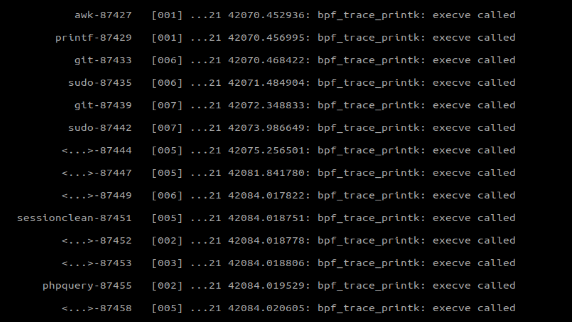 awk-87427 [001] ...21 42070.452936: bpf_trace_printk: execve called
printf-87429 [001] ...21 42070.456995: bpf_trace_printk: execve called
git-87433 [006] ...21 42070.468422: bpf_trace_printk: execve called
sudo-87435 [006] ...21 42071.484904: bpf_trace_printk: execve called
git-87439 [007] ...21 42072.348833: bpf_trace_printk: execve called
sudo-87442 [007] ...21 42073.986649: bpf_trace_printk: execve called
<...>-87444 [005] ...21 42075.256501: bpf_trace_printk: execve called
<...>-87447 [005] ...21 42081.841780: bpf_trace_printk: execve called
<...>-87449 [006] ...21 42084.017822: bpf_trace_printk: execve called
sessionclean-87451 [005] ...21 42084.018751: bpf_trace_printk: execve called
<...>-87452 [002] ...21 42084.018778: bpf_trace_printk: execve called
<...>-87453 [003] ...21 42084.018806: bpf_trace_printk: execve called
phpquery-87455 [002] ...21 42084.019529: bpf_trace_printk: execve called
<...>-87458 [005] ...21 42084.020605: bpf_trace_printk: execve called